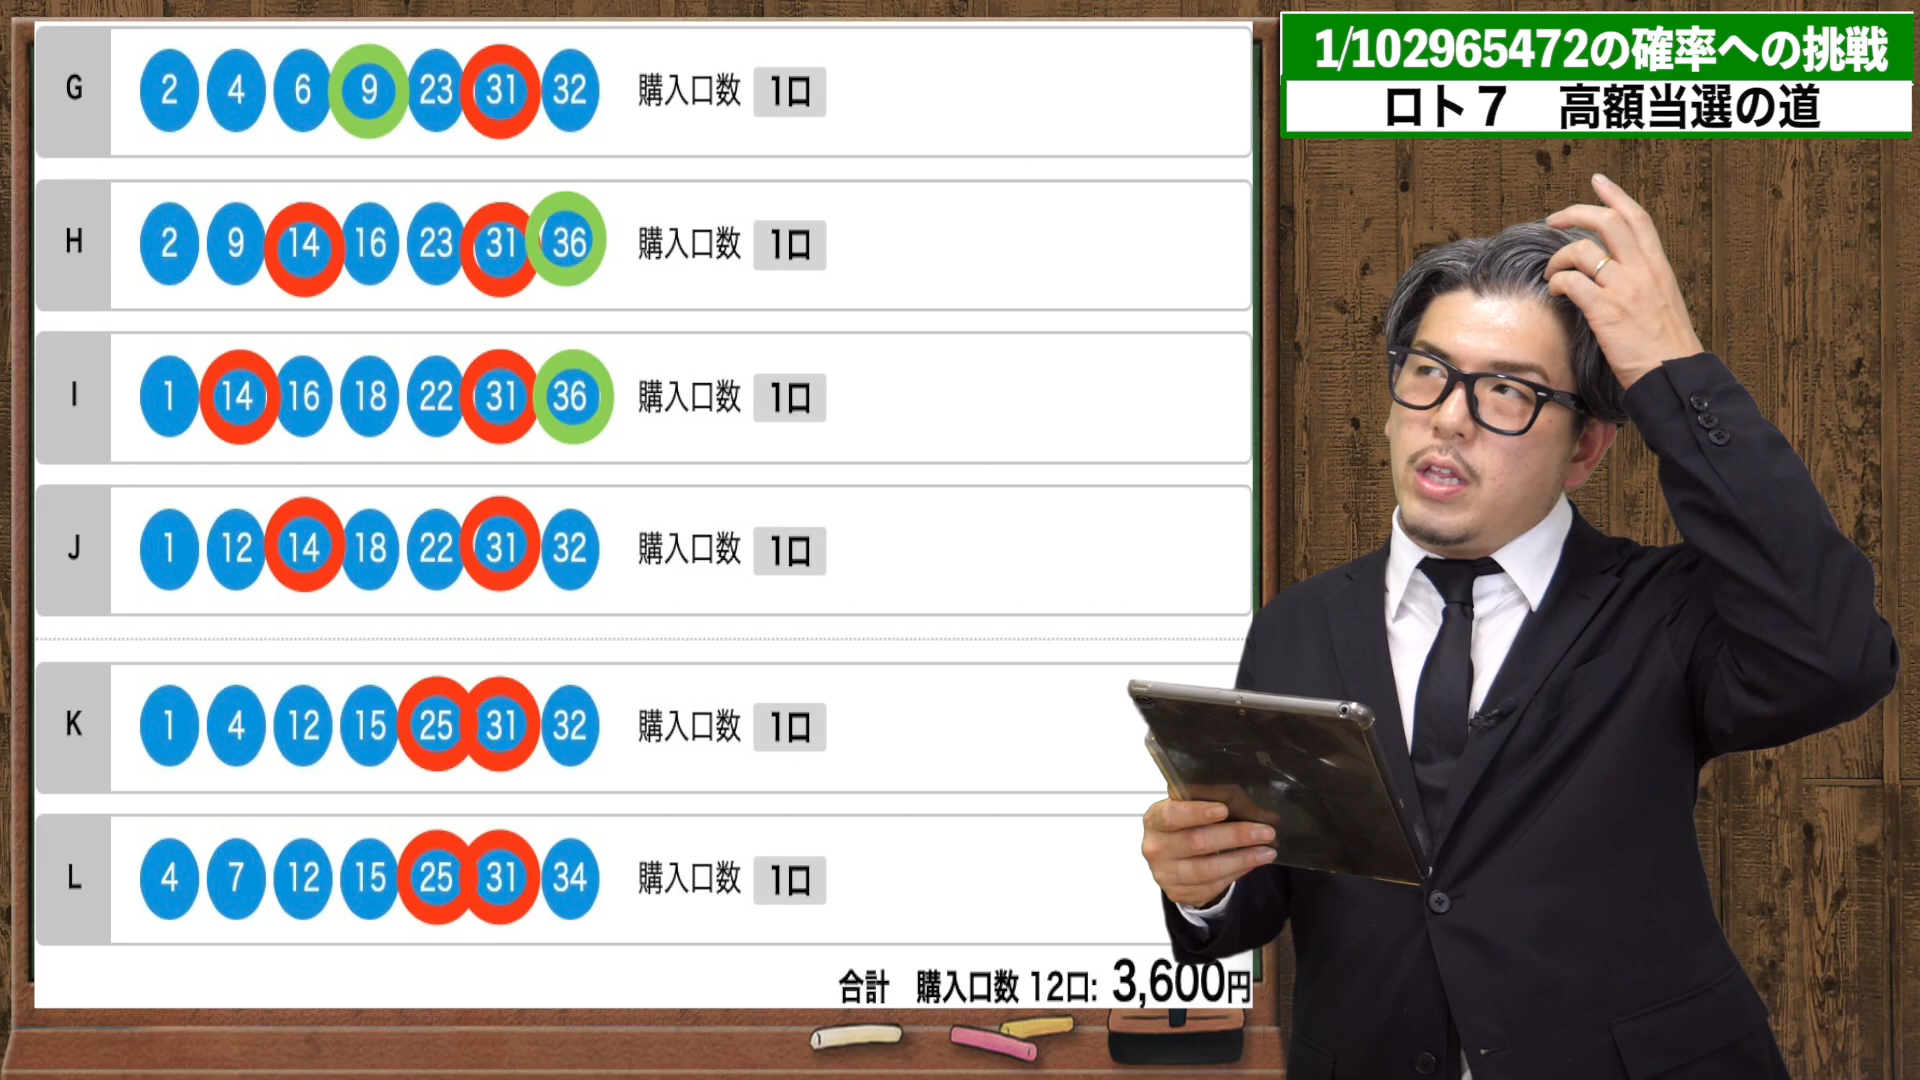 1/102965472の確率への挑戦
ロト７　高額当選の道
G 2 4 6 9 23 31 32 購入口数 1口
H 2 9 14 16 23 31 36 購入口数 1口
I 1 14 16 18 22 31 36 購入口数 1口
J 1 12 14 18 22 31 32 購入口数 1口
K 1 4 12 15 25 31 32 購入口数 1口
L 4 7 12 15 25 31 34 購入口数 1口
合計　購入口数 12口: 3,600円